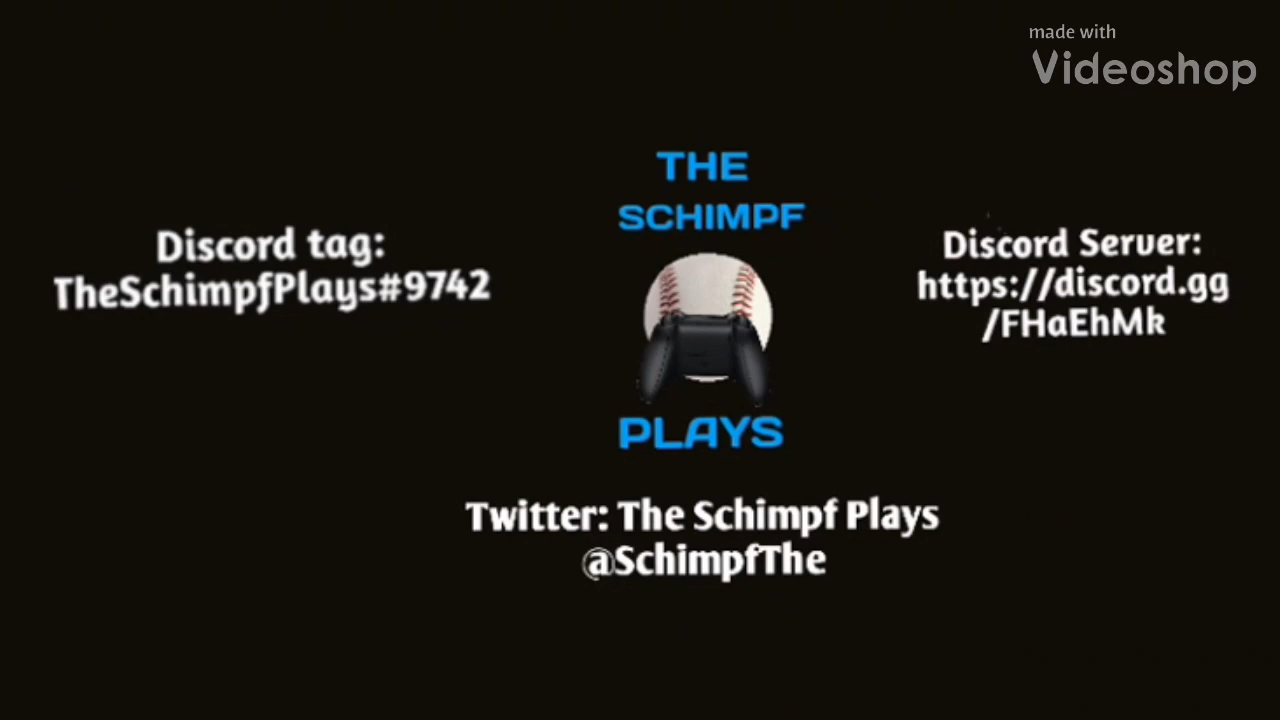 made with
Videoshop
THE
SCHIMPF
PLAYS
Discord tag:
TheSchimpfPlays#9742
Discord Server:
https://discord.gg
/FHaEhMk
Twitter: The Schimpf Plays
@SchimpfThe